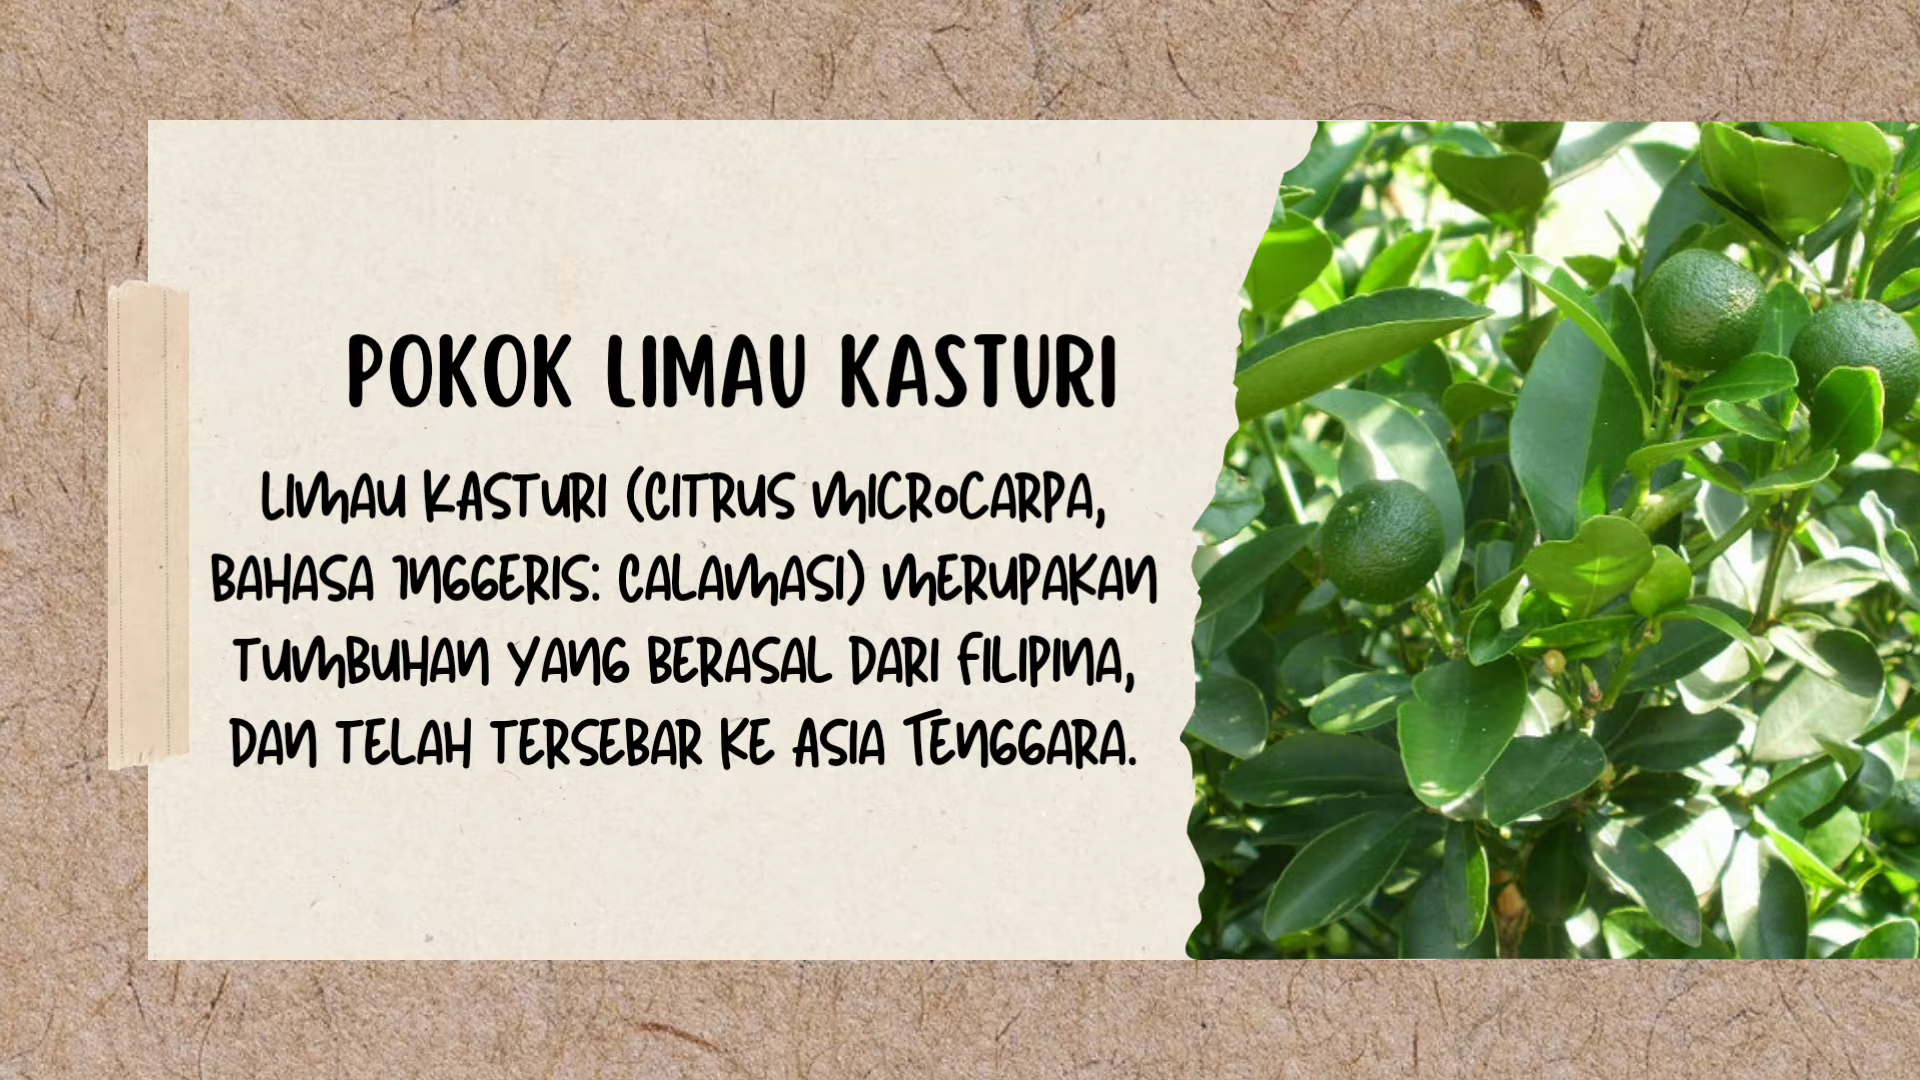 POKOK LIMAU KASTURI
LIMAU KASTURI (CITRUS MICROCARPA,
BAHASA INGGERIS: CALAMASI) MERUPAKAN
TUMBUHAN YANG BERASAL DARI FILIPINA,
DAN TELAH TERSEBAR KE ASIA TENGGARA.